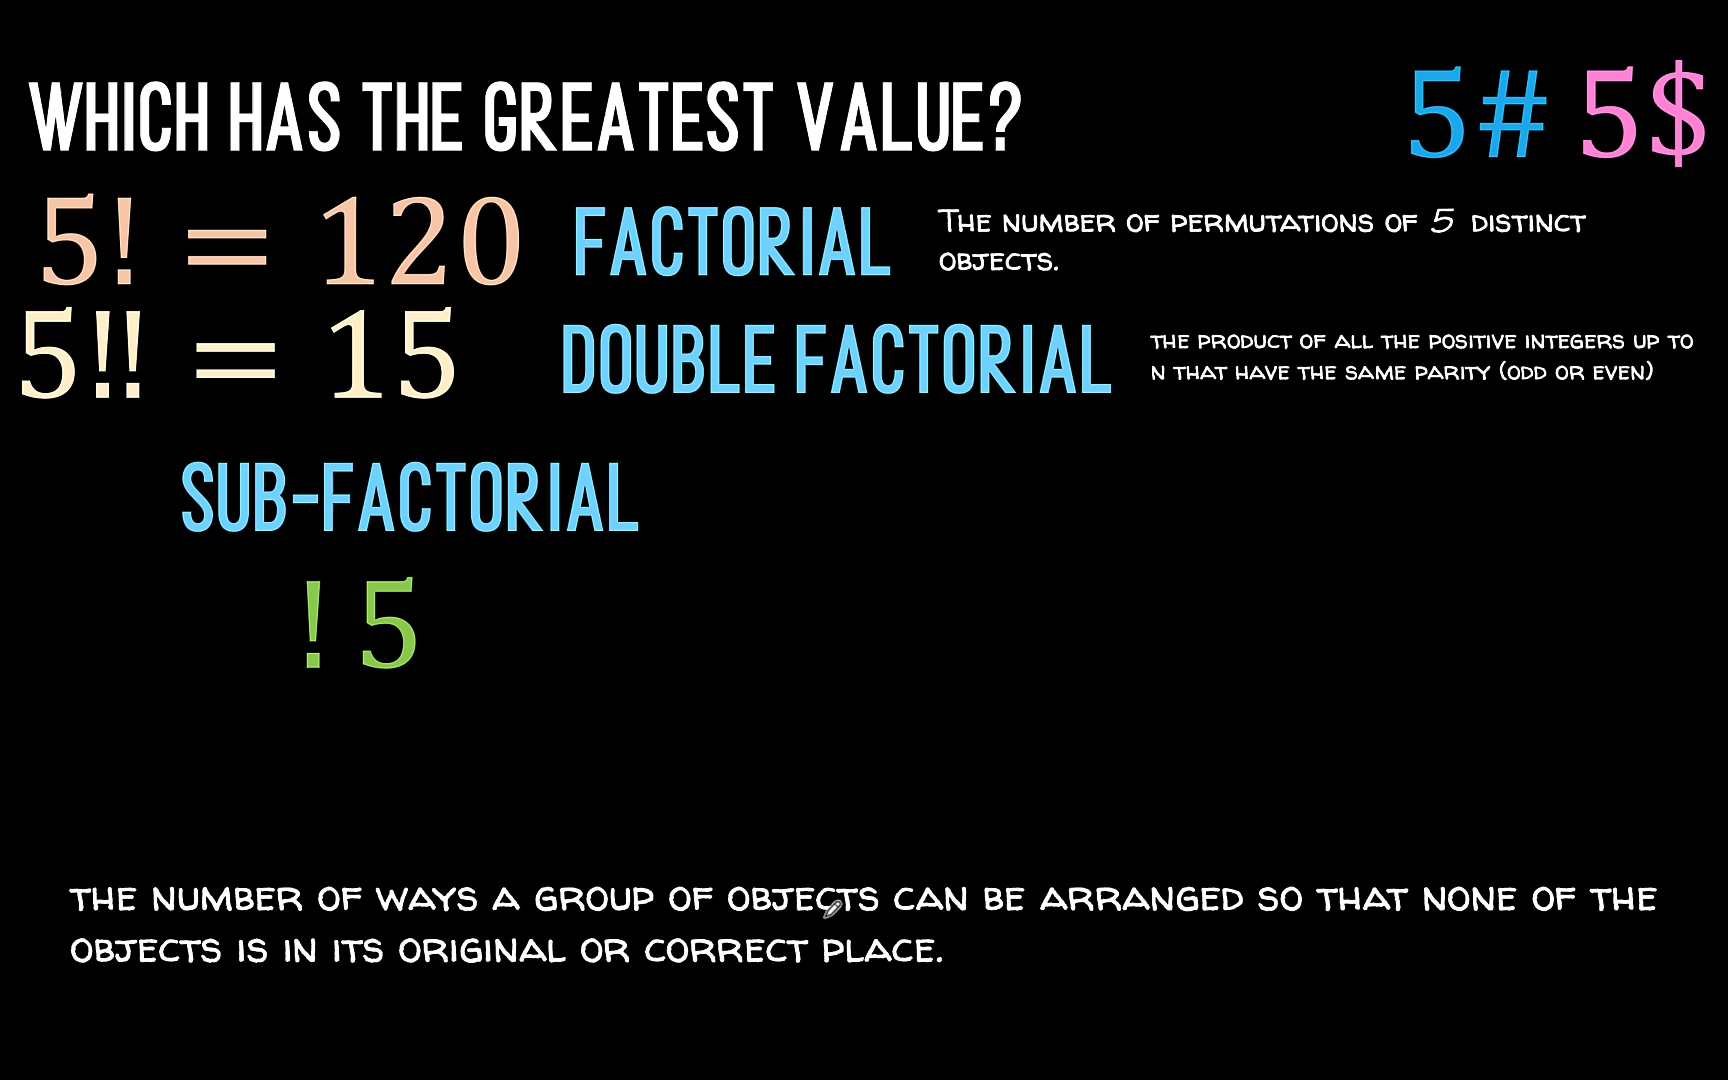 WHICH HAS THE GREATEST VALUE?
5# 5$
5! = 120 FACTORIAL THE NUMBER OF PERMUTATIONS OF 5 DISTINCT
OBJECTS.
5!! = 15 DOUBLE FACTORIAL THE PRODUCT OF ALL THE POSITIVE INTEGERS UP TO
N THAT HAVE THE SAME PARITY (ODD OR EVEN)
SUB-FACTORIAL
!5
THE NUMBER OF WAYS A GROUP OF OBJECTS CAN BE ARRANGED SO THAT NONE OF THE
OBJECTS IS IN ITS ORIGINAL OR CORRECT PLACE.